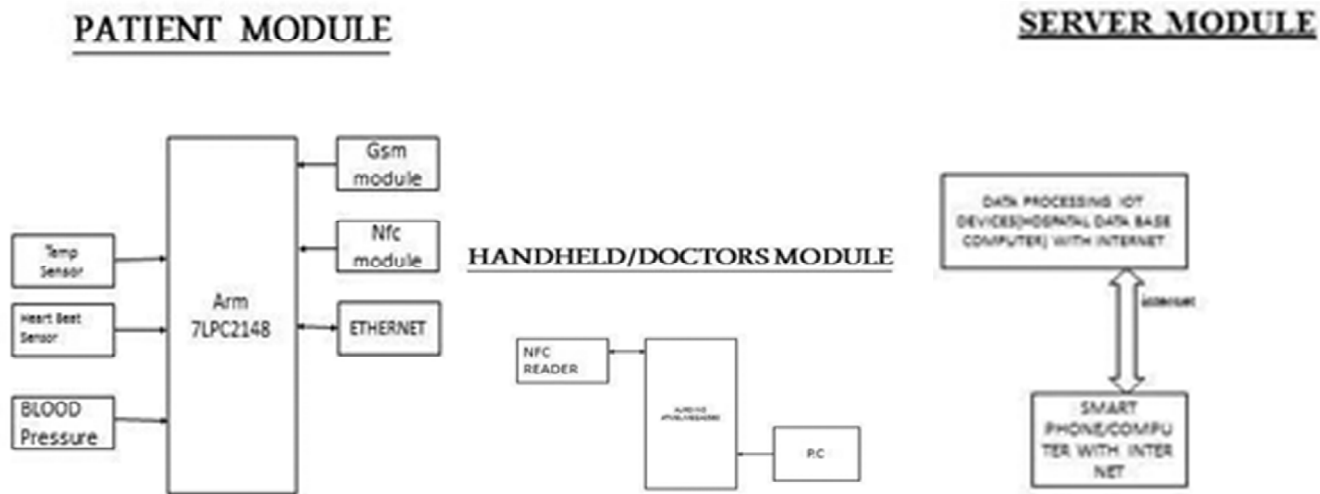 PATIENT MODULE
SERVER MODULE
Gsm
module
Nfc
module
ETHERNET
Temp
Sensor
Heart Beat
Sensor
BLOOD
Pressure
Arm
7LPC2148
HANDHELD/DOCTORS MODULE
NFC
READER
P.C
DATA PROCESSING IOT
DEVICES(HOSPATAL DATA BASE
COMPUTER) WITH INTERNET
internet
SMART
PHONE/COMPU
TER WITH INTER
NET